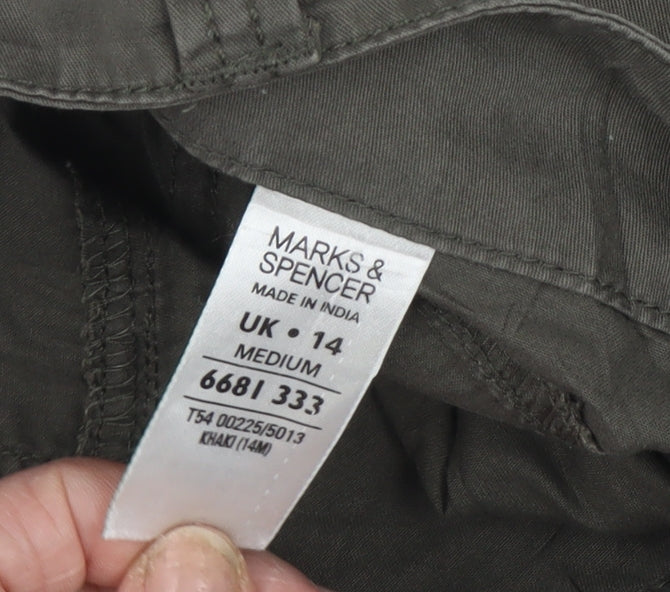 MARKS &
SPENCER
MADE IN INDIA
UK • 14
MEDIUM
6681 333
T54 00225/5013
KHAKI (14M)